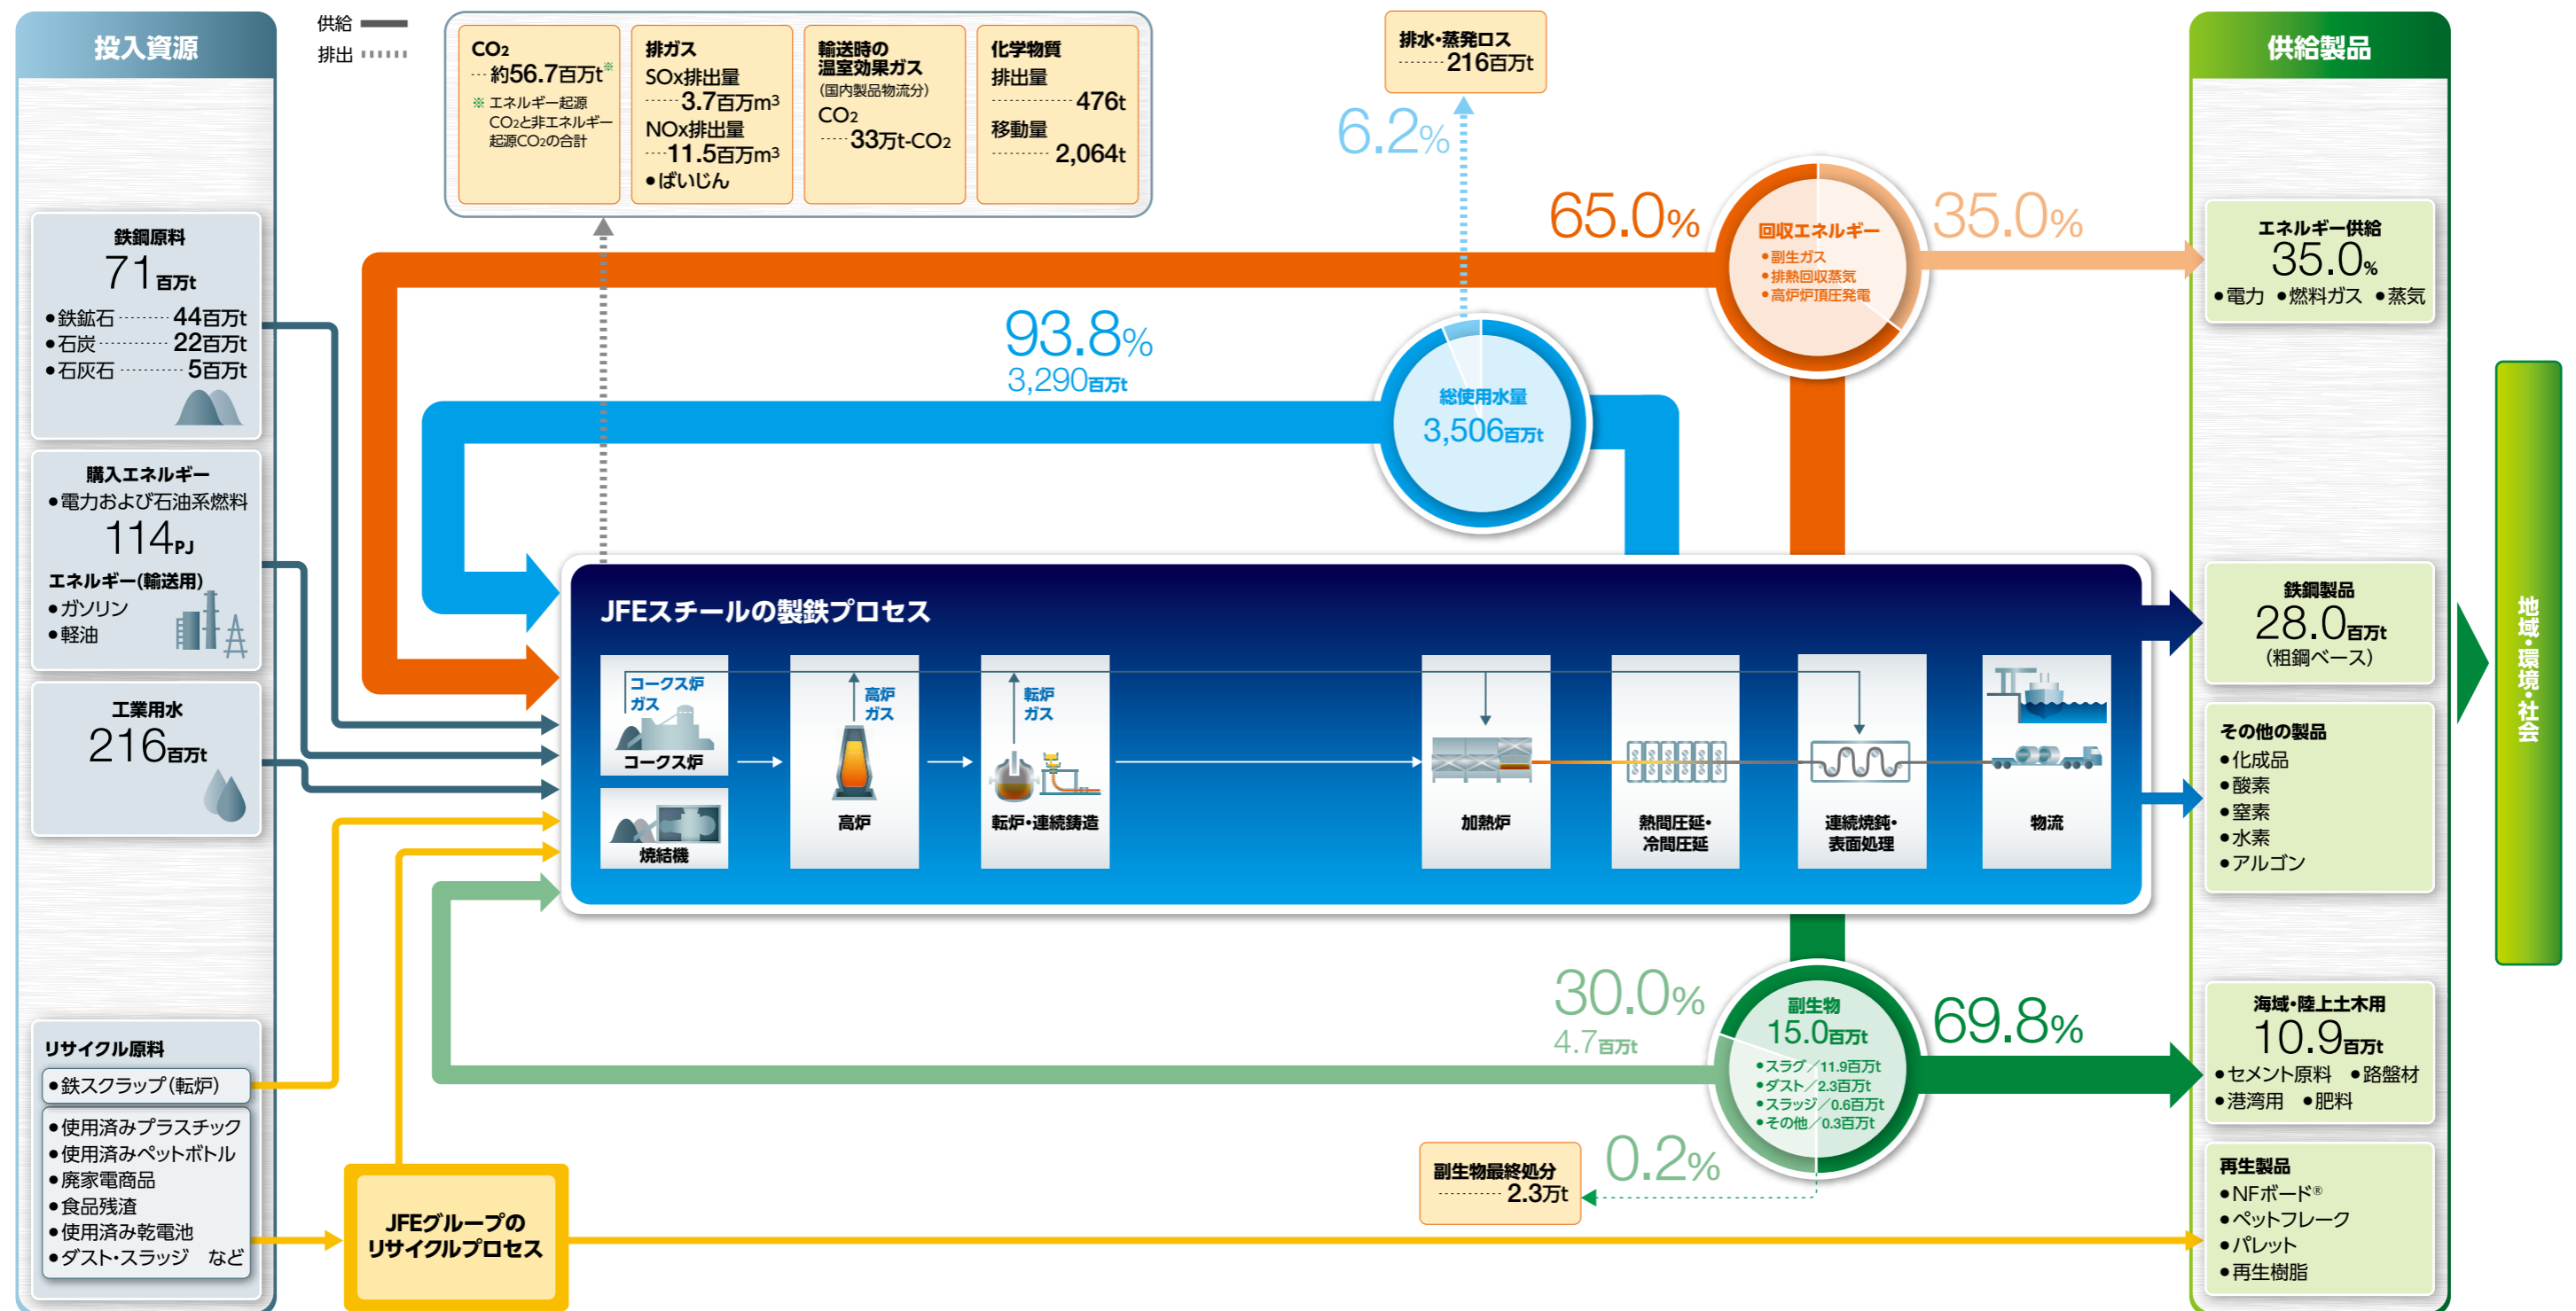 投入資源
鉄鋼原料
71百万t
●鉄鉱石 44百万t
●石炭 22百万t
●石灰石 5百万t
購入エネルギー
●電力および石油系燃料
114PJ
エネルギー(輸送用)
●ガソリン
●軽油
工業用水
216百万t
リサイクル原料
●鉄スクラップ(転炉)
●使用済みプラスチック
●使用済みペットボトル
●廃家電商品
●食品残渣
●使用済み乾電池
●ダスト・スラッジ など
供給
排出
CO2
約56.7百万t※
※ エネルギー起源
CO2と非エネルギー
起源CO2の合計
排ガス
SOx排出量
3.7百万m3
NOx排出量
11.5百万m3
●ばいじん
輸送時の
温室効果ガス
(国内製品物流分)
CO2
33万t-CO2
化学物質
排出量
476t
移動量
2,064t
排水・蒸発ロス
216百万t
6.2%
65.0%
回収エネルギー
●副生ガス
●排熱回収蒸気
●高炉炉頂圧発電
35.0%
93.8%
3,290百万t
総使用水量
3,506百万t
JFEスチールの製鉄プロセス
コークス炉
ガス
コークス炉
焼結機
高炉
ガス
高炉
転炉
ガス
転炉・連続鋳造
加熱炉
熱間圧延・
冷間圧延
連続焼鈍・
表面処理
物流
30.0%
4.7百万t
副生物
15.0百万t
●スラグ/11.9百万t
●ダスト/2.3百万t
●スラッジ/0.6百万t
●その他/0.3百万t
69.8%
副生物最終処分
2.3万t
0.2%
JFEグループの
リサイクルプロセス
供給製品
エネルギー供給
35.0%
●電力 ●燃料ガス ●蒸気
鉄鋼製品
28.0百万t
(粗鋼ベース)
その他の製品
●化成品
●酸素
●窒素
●水素
●アルゴン
海域・陸上土木用
10.9百万t
●セメント原料 ●路盤材
●港湾用 ●肥料
再生製品
●NFボード®
●ペットフレーク
●パレット
●再生樹脂
地域・環境・社会